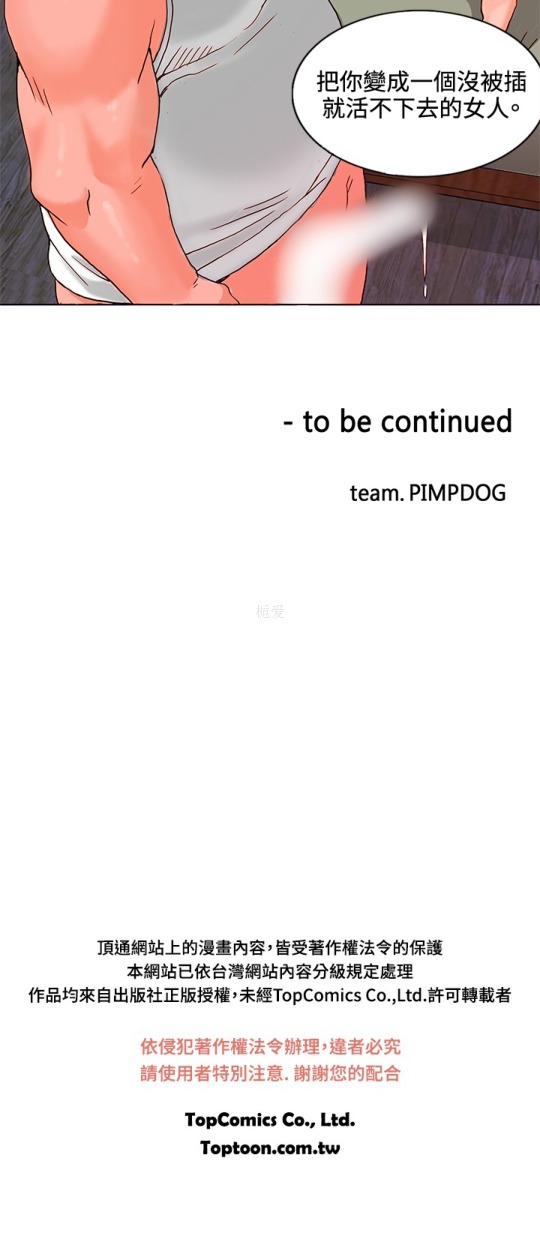 把你變成一個沒被插
就活不下去的女人。
- to be continued
team. PIMPDOG
栀爱
頂通網站上的漫畫內容，皆受著作權法令的保護
本網站已依台灣網站內容分級規定處理
作品均來自出版社正版授權，未經TopComics Co.,Ltd.許可轉載者
依侵犯著作權法令辦理，違者必究
請使用者特別注意. 謝謝您的配合
TopComics Co., Ltd.
Toptoon.com.tw